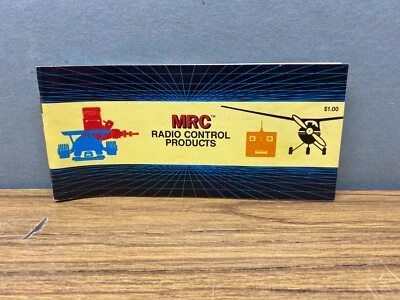 MRC™
RADIO CONTROL
PRODUCTS
$1.00